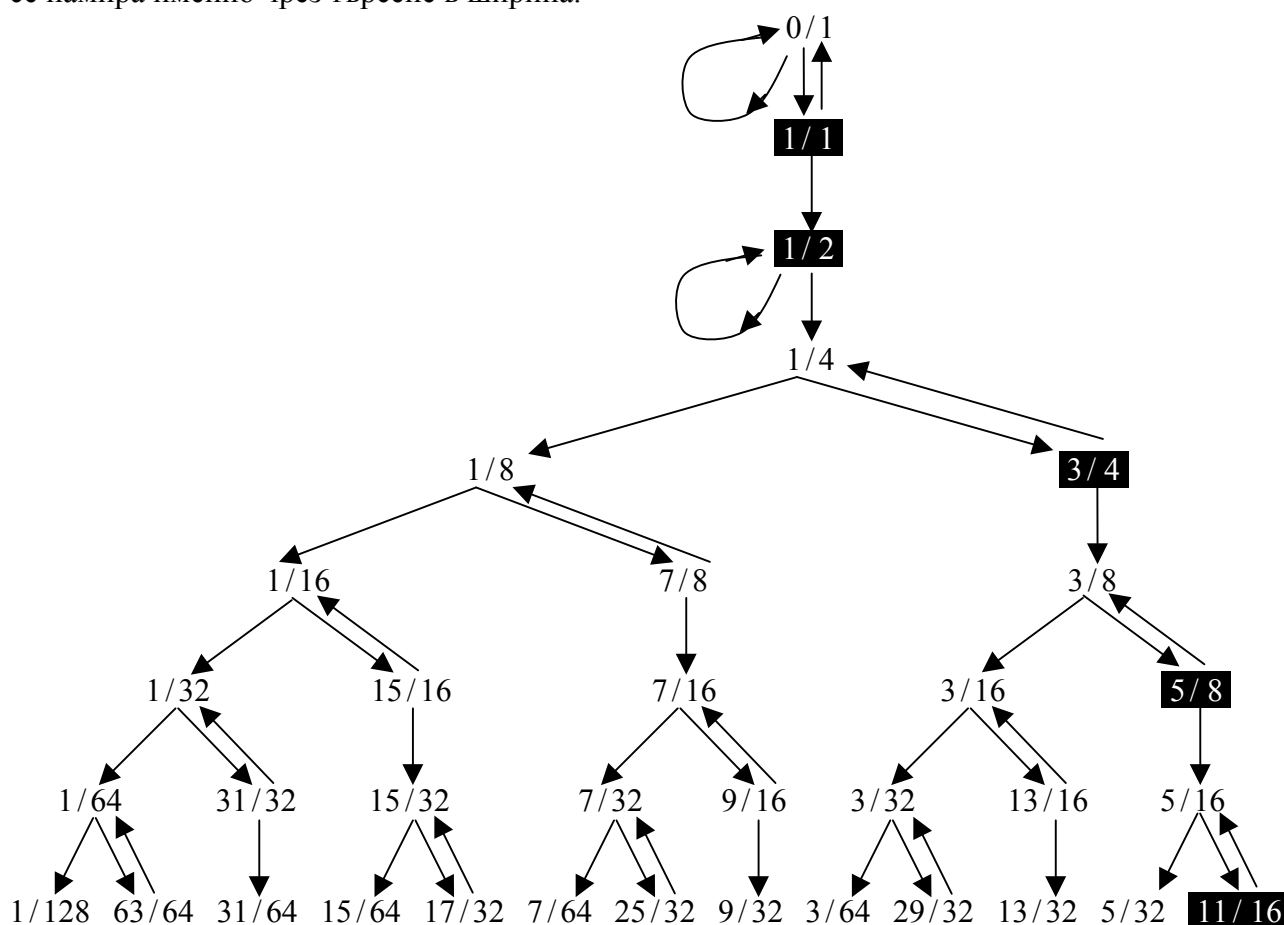 се намира именно чрез търсене в ширина.
0 / 1
1 / 1
1 / 2
1 / 4
1 / 8 3 / 4
1 / 16 7 / 8 3 / 8
1 / 32 15 / 16 7 / 16 3 / 16 5 / 8
1 / 64 31 / 32 15 / 32 7 / 32 9 / 16 3 / 32 13 / 16 5 / 16
1 / 128 63 / 64 31 / 64 15 / 64 17 / 32 7 / 64 25 / 32 9 / 32 3 / 64 29 / 32 13 / 32 5 / 32 11 / 16